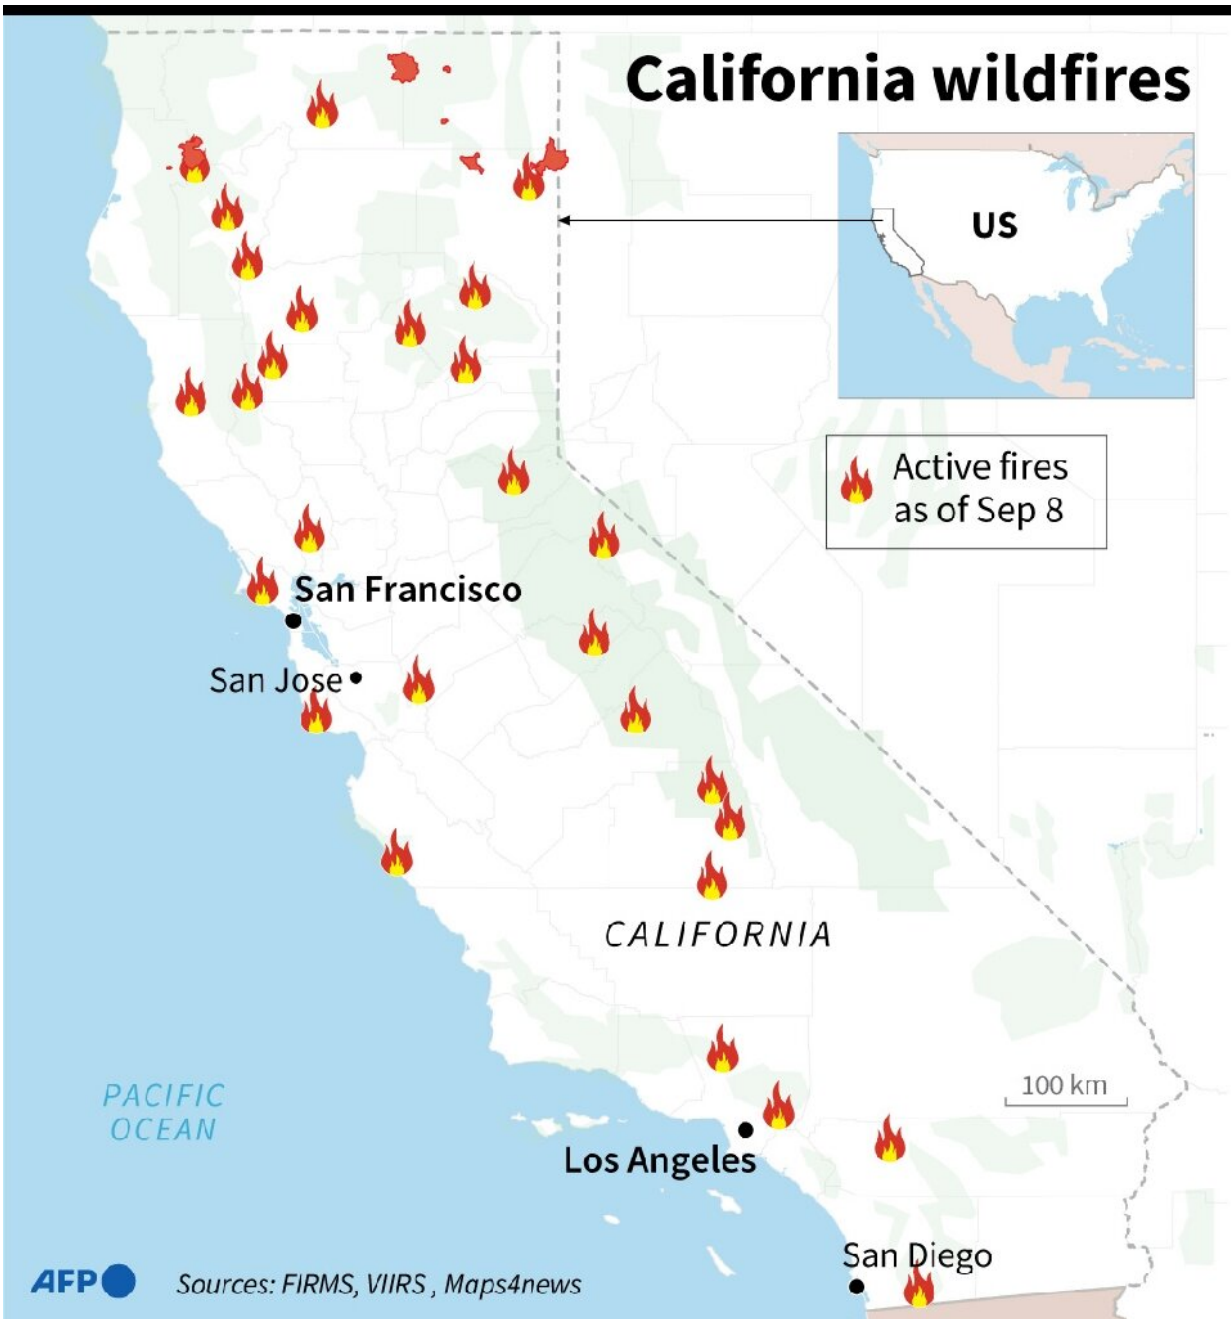 California wildfires
US
Active fires
as of Sep 8
San Francisco
San Jose
CALIFORNIA
PACIFIC
OCEAN
100 km
Los Angeles
San Diego
AFP
Sources: FIRMS, VIIRS , Maps4news